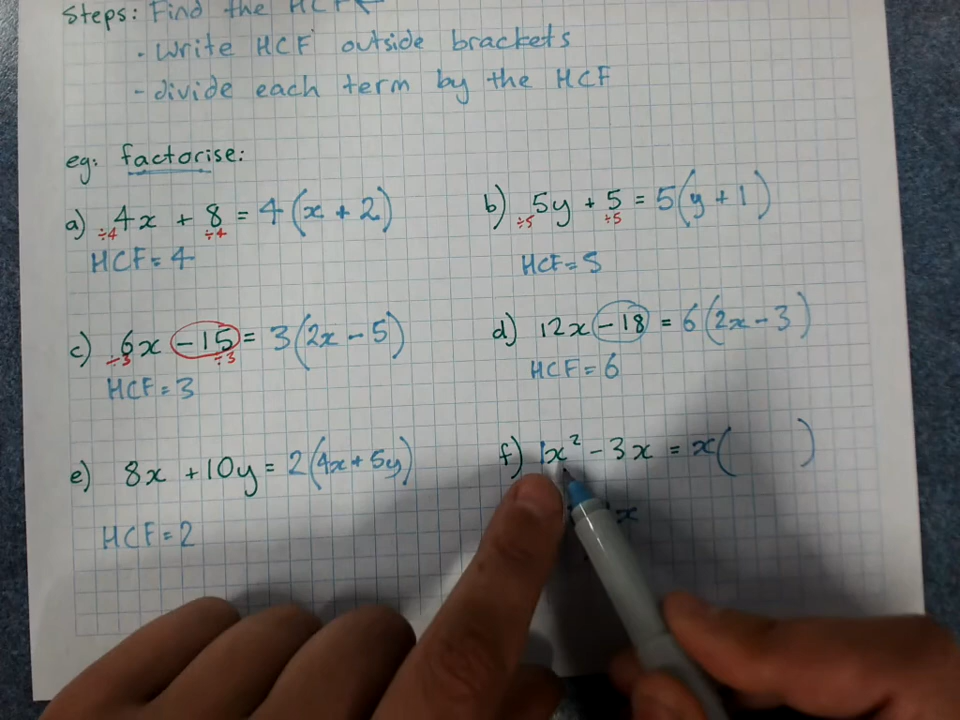 Steps: Find the HCF
- Write HCF outside brackets
- divide each term by the HCF
eg: factorise:
a) 4x + 8 = 4(x + 2)
÷4 ÷4
HCF = 4
b) 5y + 5 = 5(y + 1)
÷5 ÷5
HCF = 5
c) 6x - 15 = 3(2x - 5)
÷3 ÷3
HCF = 3
d) 12x - 18 = 6(2x - 3)
HCF = 6
e) 8x + 10y = 2(4x + 5y)
HCF = 2
f) 1x² - 3x = x( )
x